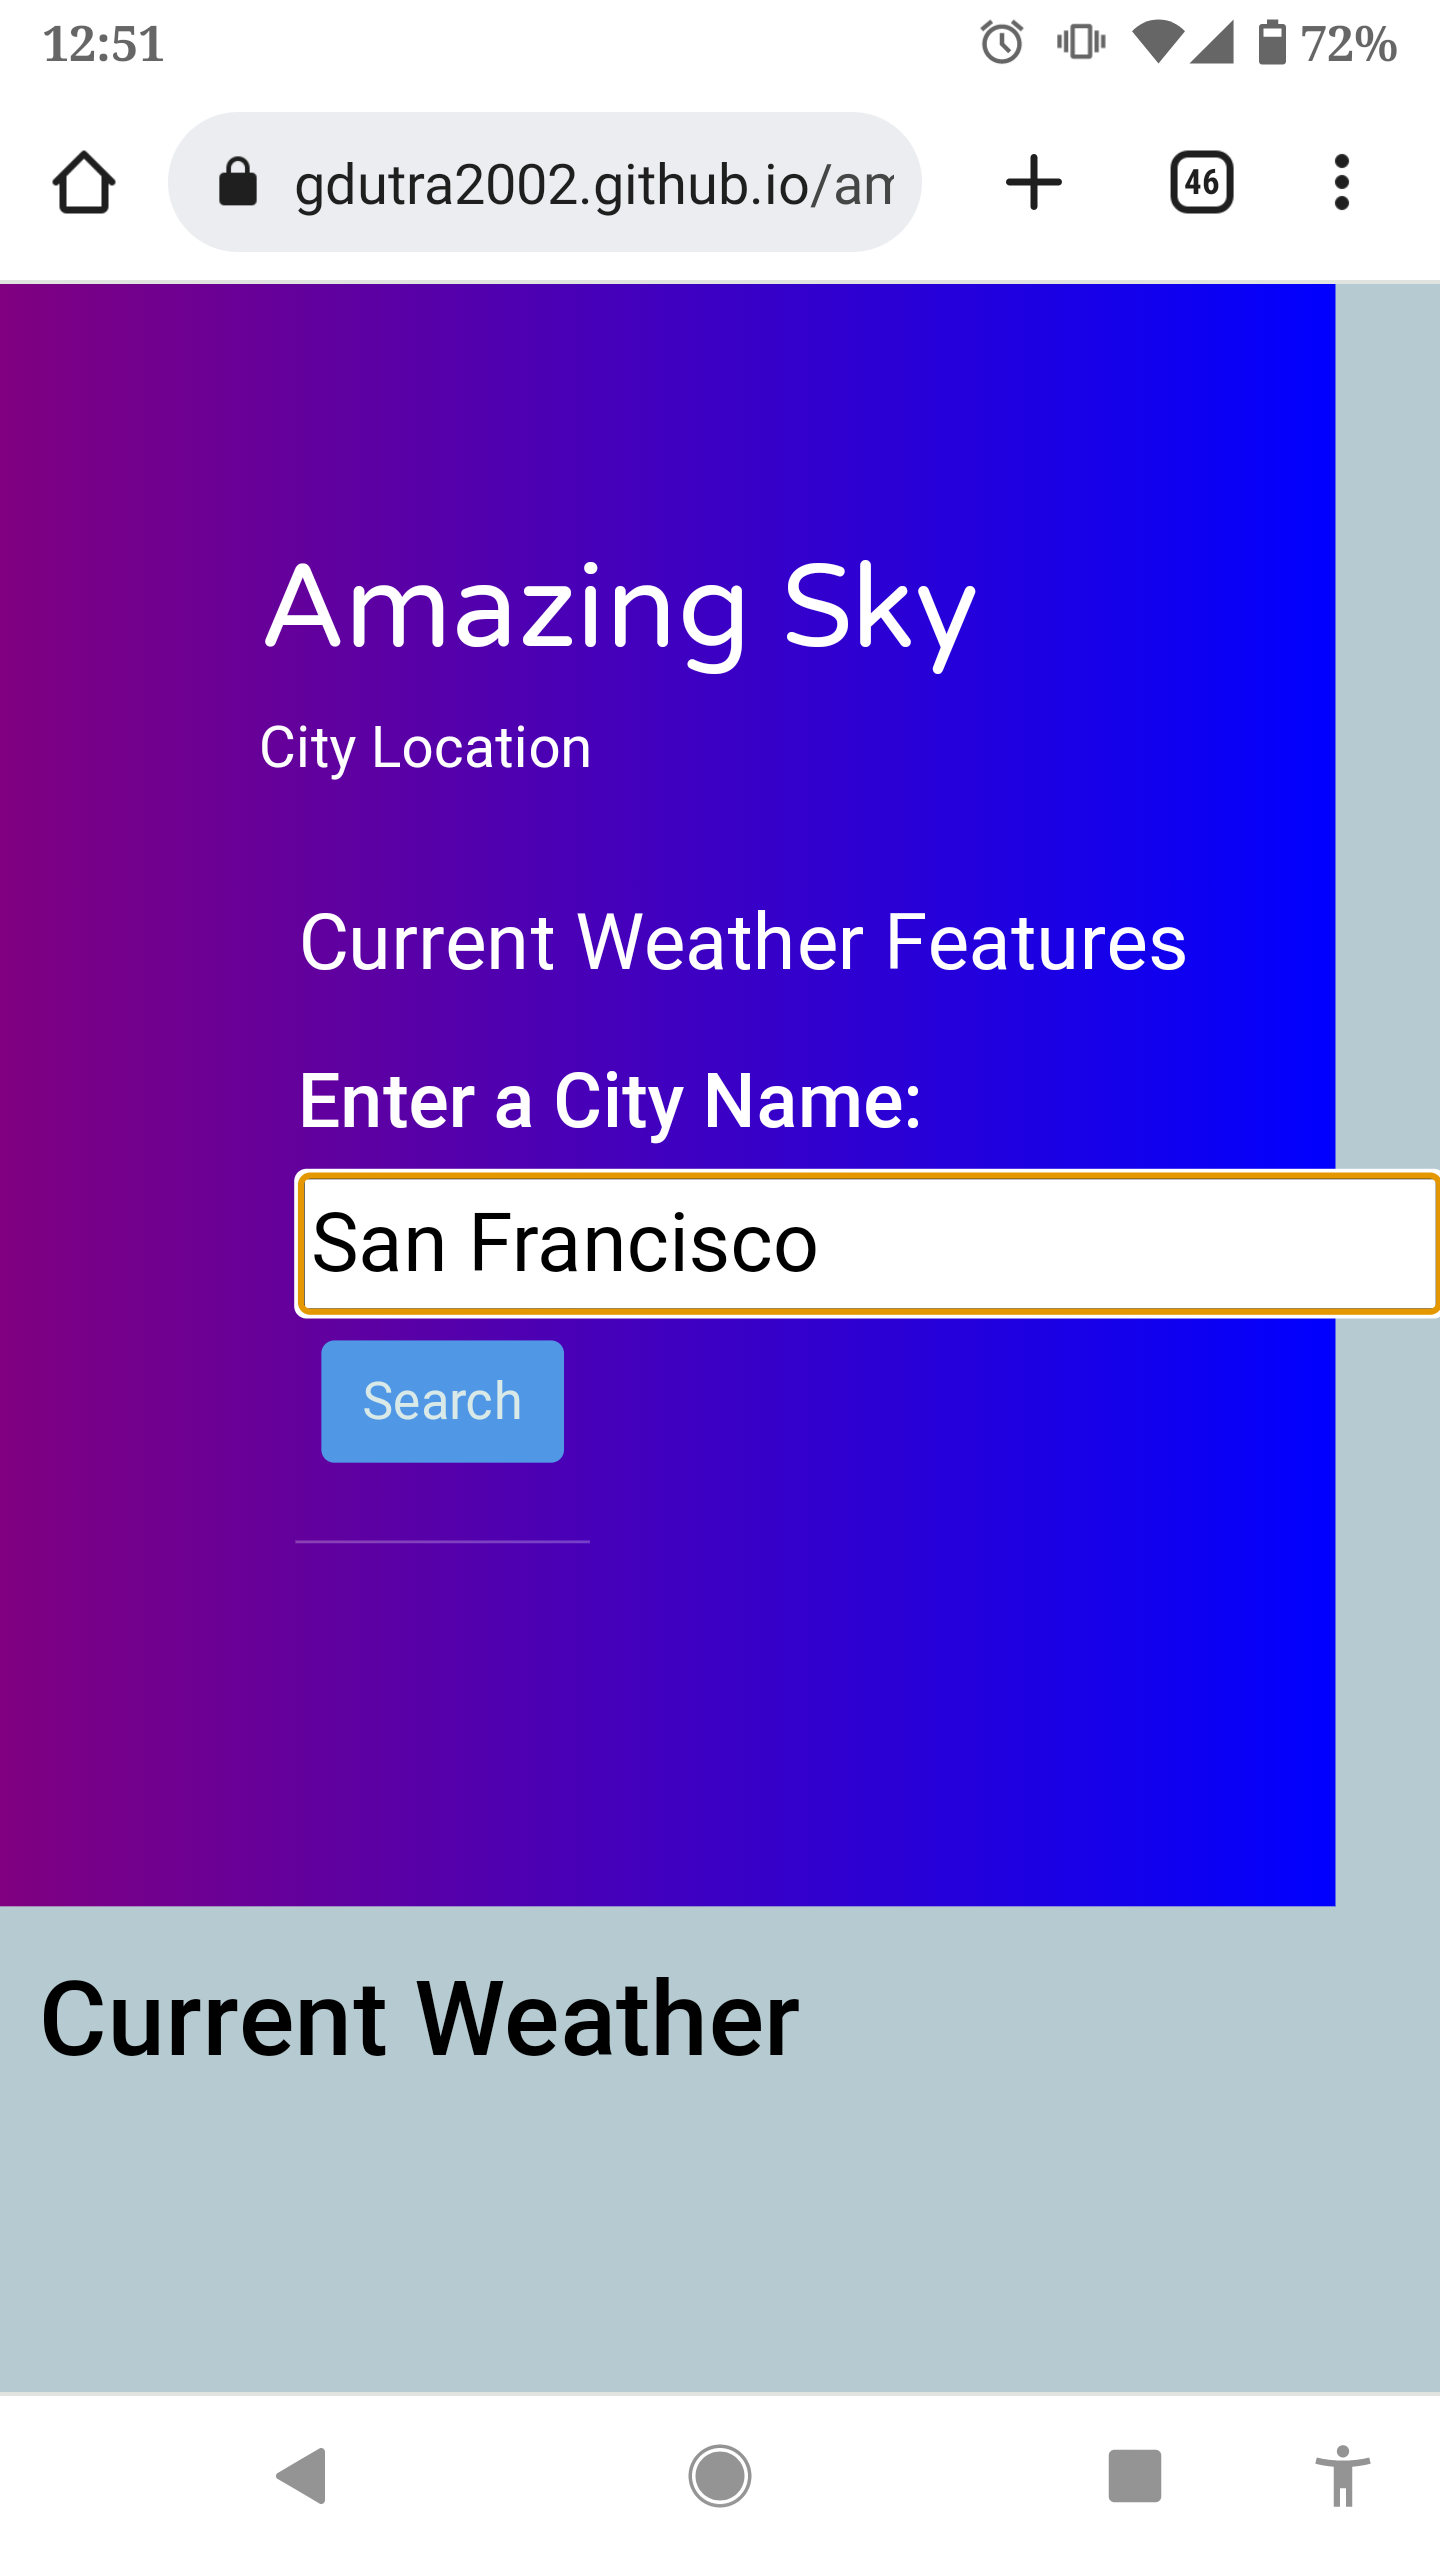 12:51
72%
gdutra2002.github.io/am
46
Amazing Sky
City Location
Current Weather Features
Enter a City Name:
San Francisco
Search
Current Weather